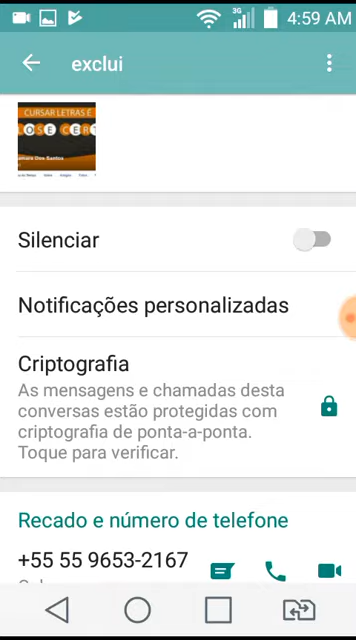 3G
4:59 AM
exclui
CURSAR LETRAS É
Silenciar
Notificações personalizadas
Criptografia
As mensagens e chamadas desta
conversas estão protegidas com
criptografia de ponta-a-ponta.
Toque para verificar.
Recado e número de telefone
+55 55 9653-2167